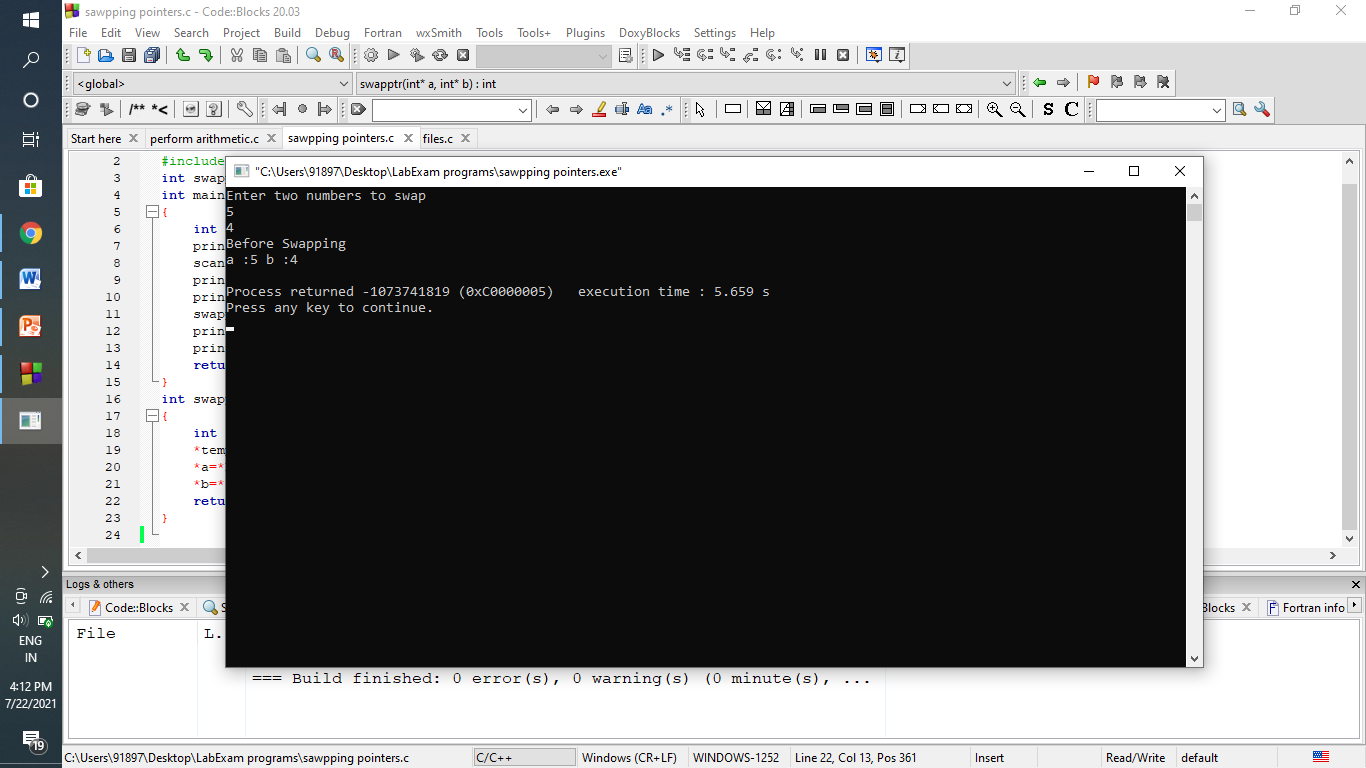 sawpping pointers.c - Code::Blocks 20.03
File Edit View Search Project Build Debug Fortran wxSmith Tools Tools+ Plugins DoxyBlocks Settings Help
<global> swapptr(int* a, int* b) : int
/** *< Aa .* S C
Start here perform arithmetic.c sawpping pointers.c files.c
2 #include
3 int swap
4 int main
5 {
6 int
7 prin
8 scan
9 prin
10 prin
11 swap
12 prin
13 prin
14 retu
15 }
16 int swap
17 {
18 int
19 *tem
20 *a=*
21 *b=*
22 retu
23 }
24
"C:\Users\91897\Desktop\LabExam programs\sawpping pointers.exe"
Enter two numbers to swap
5
4
Before Swapping
a :5 b :4
Process returned -1073741819 (0xC0000005) execution time : 5.659 s
Press any key to continue.
Logs & others
Code::Blocks S Blocks Fortran info
File L.
=== Build finished: 0 error(s), 0 warning(s) (0 minute(s), ...
C:\Users\91897\Desktop\LabExam programs\sawpping pointers.c C/C++ Windows (CR+LF) WINDOWS-1252 Line 22, Col 13, Pos 361 Insert Read/Write default
ENG
IN
4:12 PM
7/22/2021
19